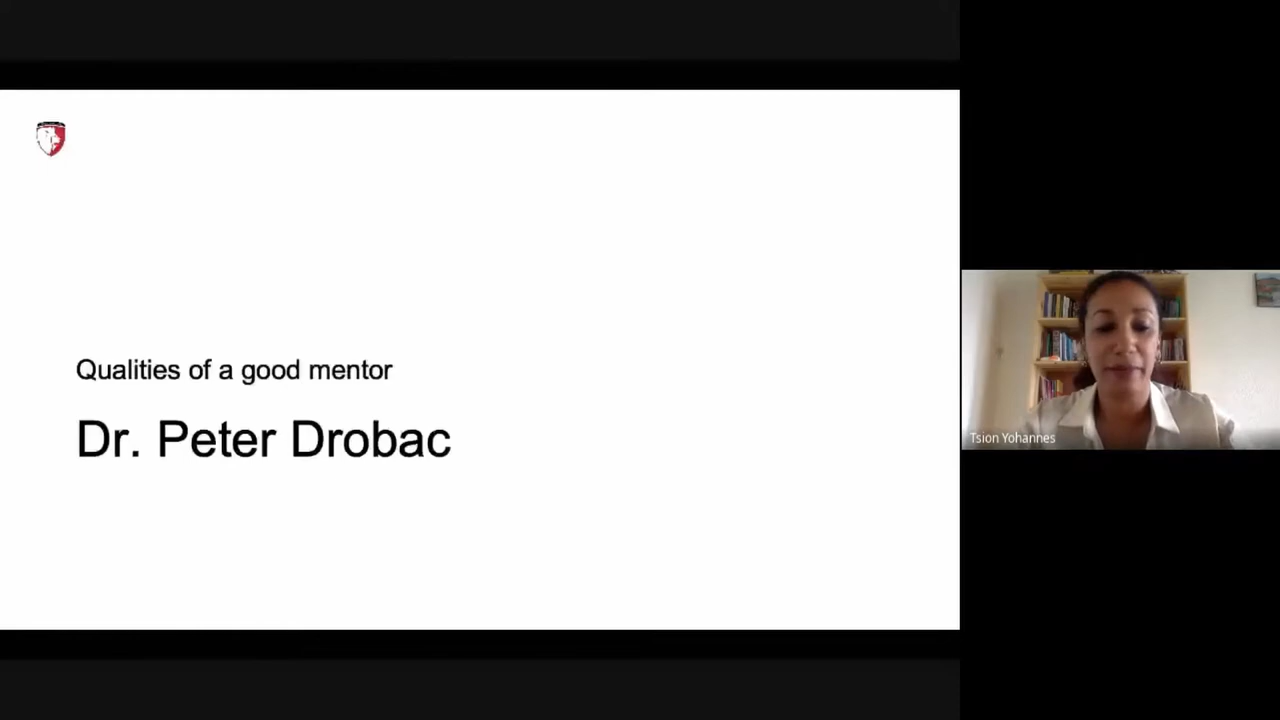 Qualities of a good mentor
Dr. Peter Drobac
Tsion Yohannes